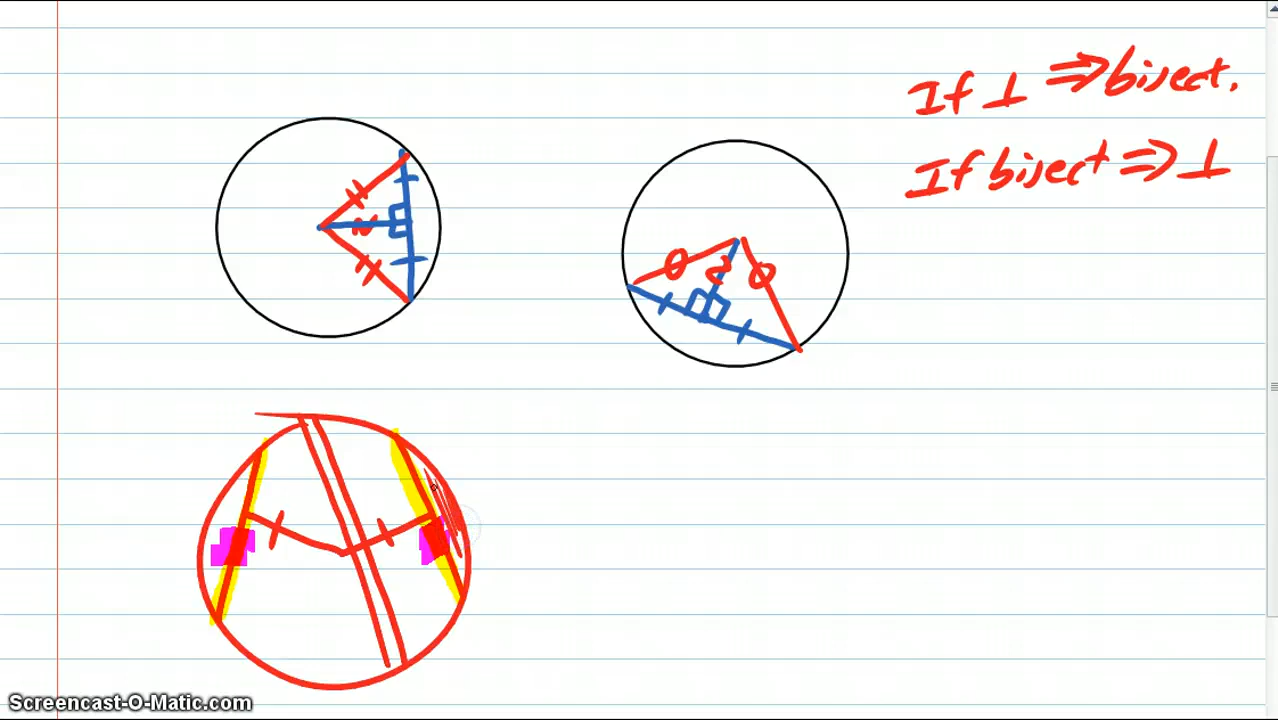 If ⊥ ⇒ bisect.
If bisect ⇒ ⊥
Screencast-O-Matic.com